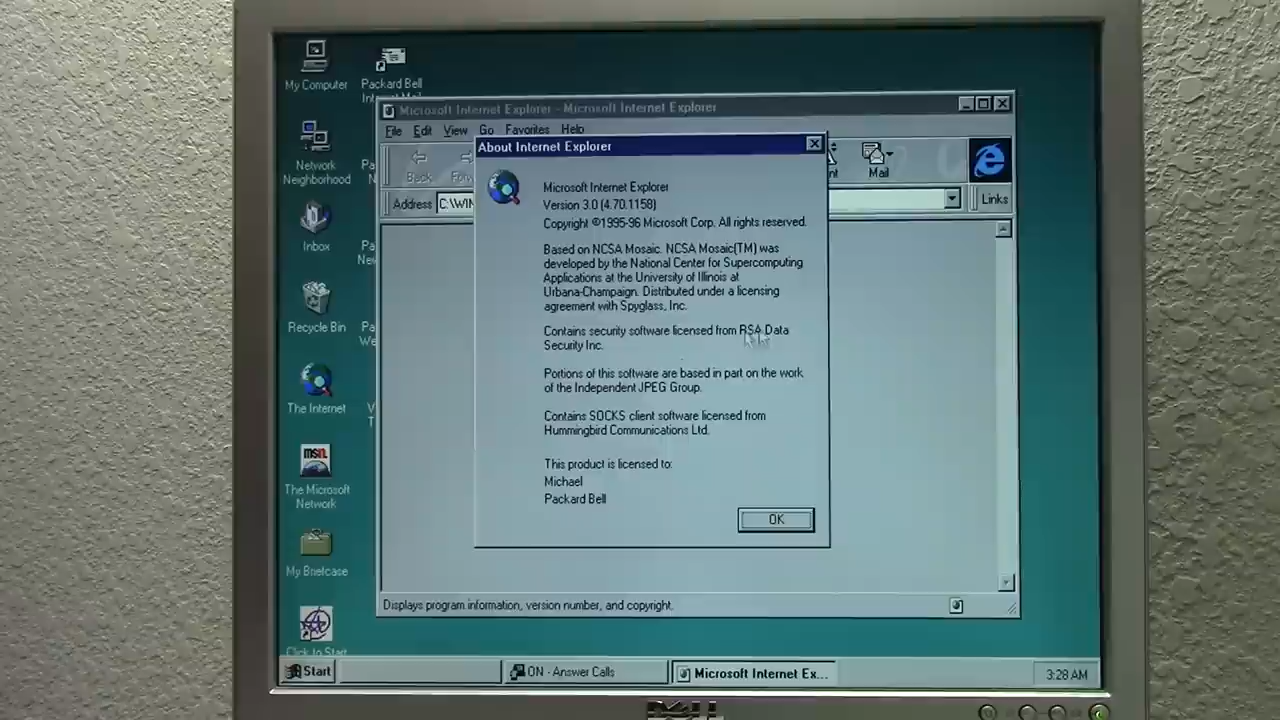 My Computer
Packard Bell
Network
Neighborhood
Inbox
Recycle Bin
The Internet
msn.
The Microsoft
Network
My Briefcase
Click to Start
Microsoft Internet Explorer - Microsoft Internet Explorer
File Edit View Go Favorites Help
Back
Mail
Address C:\WIN
Links
About Internet Explorer
Microsoft Internet Explorer
Version 3.0 (4.70.1158)
Copyright ©1995-96 Microsoft Corp. All rights reserved.
Based on NCSA Mosaic. NCSA Mosaic(TM) was
developed by the National Center for Supercomputing
Applications at the University of Illinois at
Urbana-Champaign. Distributed under a licensing
agreement with Spyglass, Inc.
Contains security software licensed from RSA Data
Security Inc.
Portions of this software are based in part on the work
of the Independent JPEG Group.
Contains SOCKS client software licensed from
Hummingbird Communications Ltd.
This product is licensed to:
Michael
Packard Bell
OK
Displays program information, version number, and copyright.
Start
ON - Answer Calls
Microsoft Internet Ex...
3:28 AM
DELL